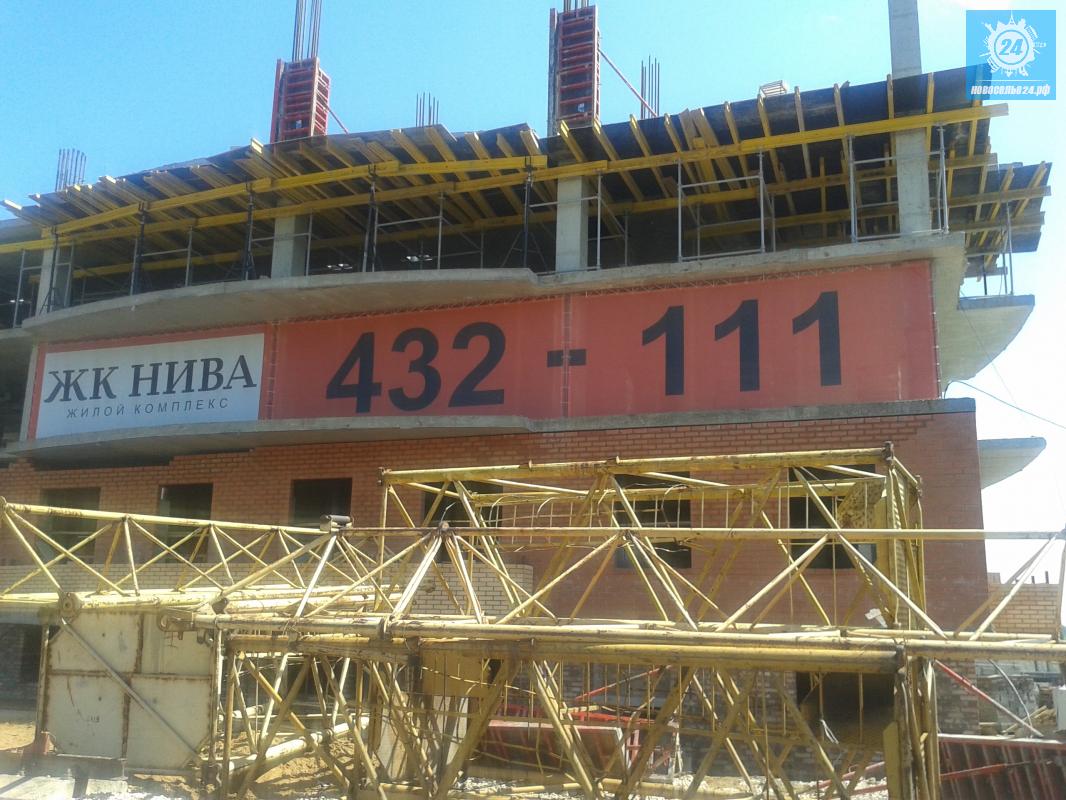 24
новоселье24.рф
ЖК НИВА
ЖИЛОЙ КОМПЛЕКС
432 - 111